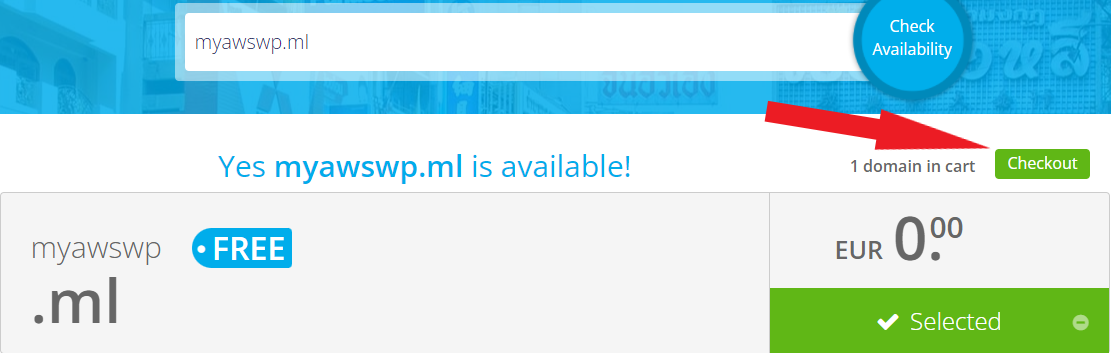 myawswp.ml
Check
Availability
Yes myawswp.ml is available!
1 domain in cart
Checkout
myawswp
FREE
.ml
EUR 0.00
Selected